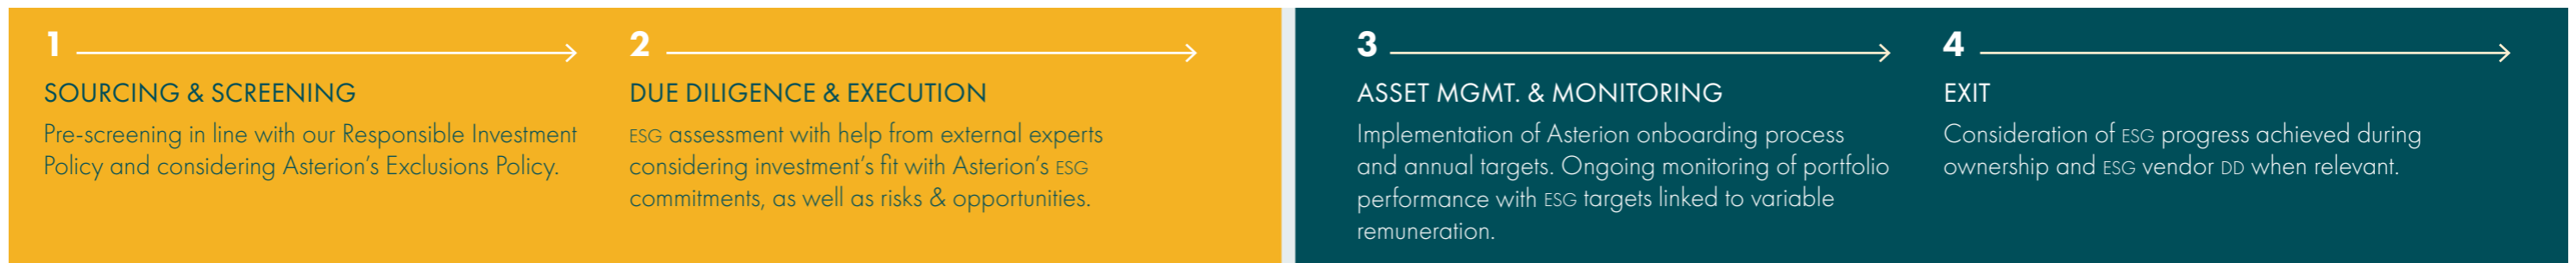 1
SOURCING & SCREENING
Pre-screening in line with our Responsible Investment
Policy and considering Asterion’s Exclusions Policy.
2
DUE DILIGENCE & EXECUTION
ESG assessment with help from external experts
considering investment’s fit with Asterion’s ESG
commitments, as well as risks & opportunities.
3
ASSET MGMT. & MONITORING
Implementation of Asterion onboarding process
and annual targets. Ongoing monitoring of portfolio
performance with ESG targets linked to variable
remuneration.
4
EXIT
Consideration of ESG progress achieved during
ownership and ESG vendor DD when relevant.